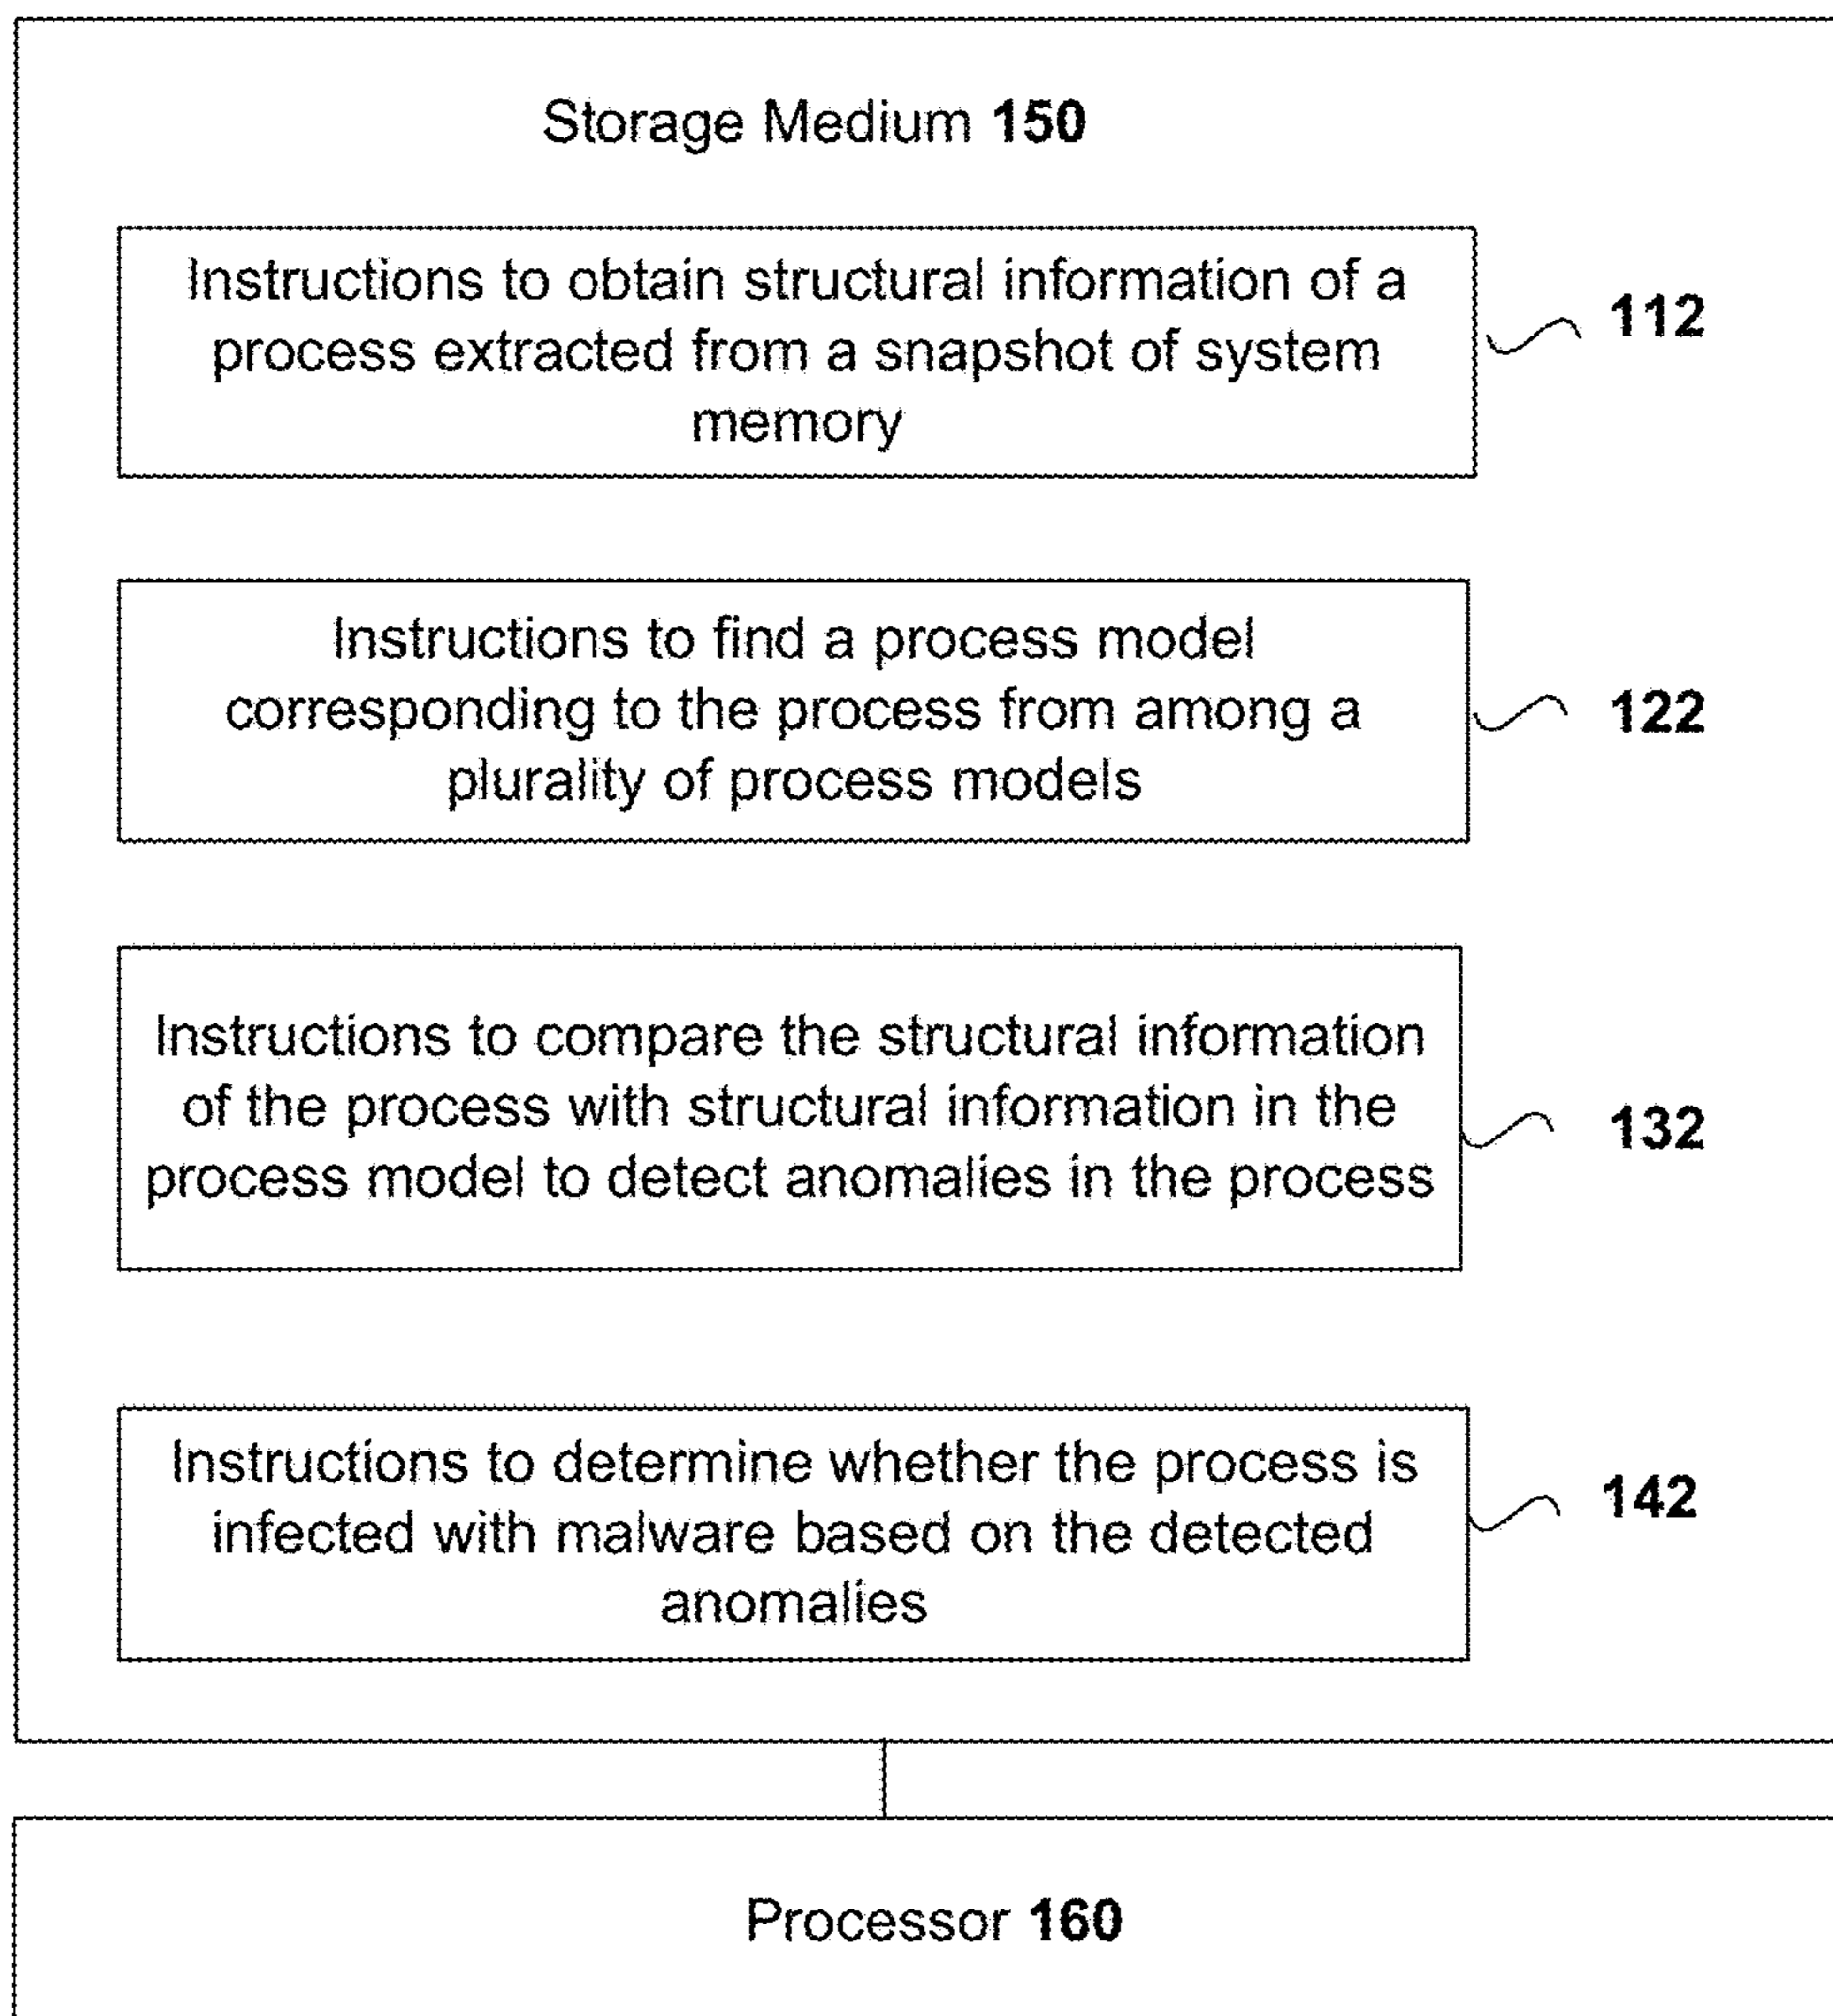 Storage Medium 150
Instructions to obtain structural information of a
process extracted from a snapshot of system
memory
112
Instructions to find a process model
corresponding to the process from among a
plurality of process models
122
Instructions to compare the structural information
of the process with structural information in the
process model to detect anomalies in the process
132
Instructions to determine whether the process is
infected with malware based on the detected
anomalies
142
Processor 160